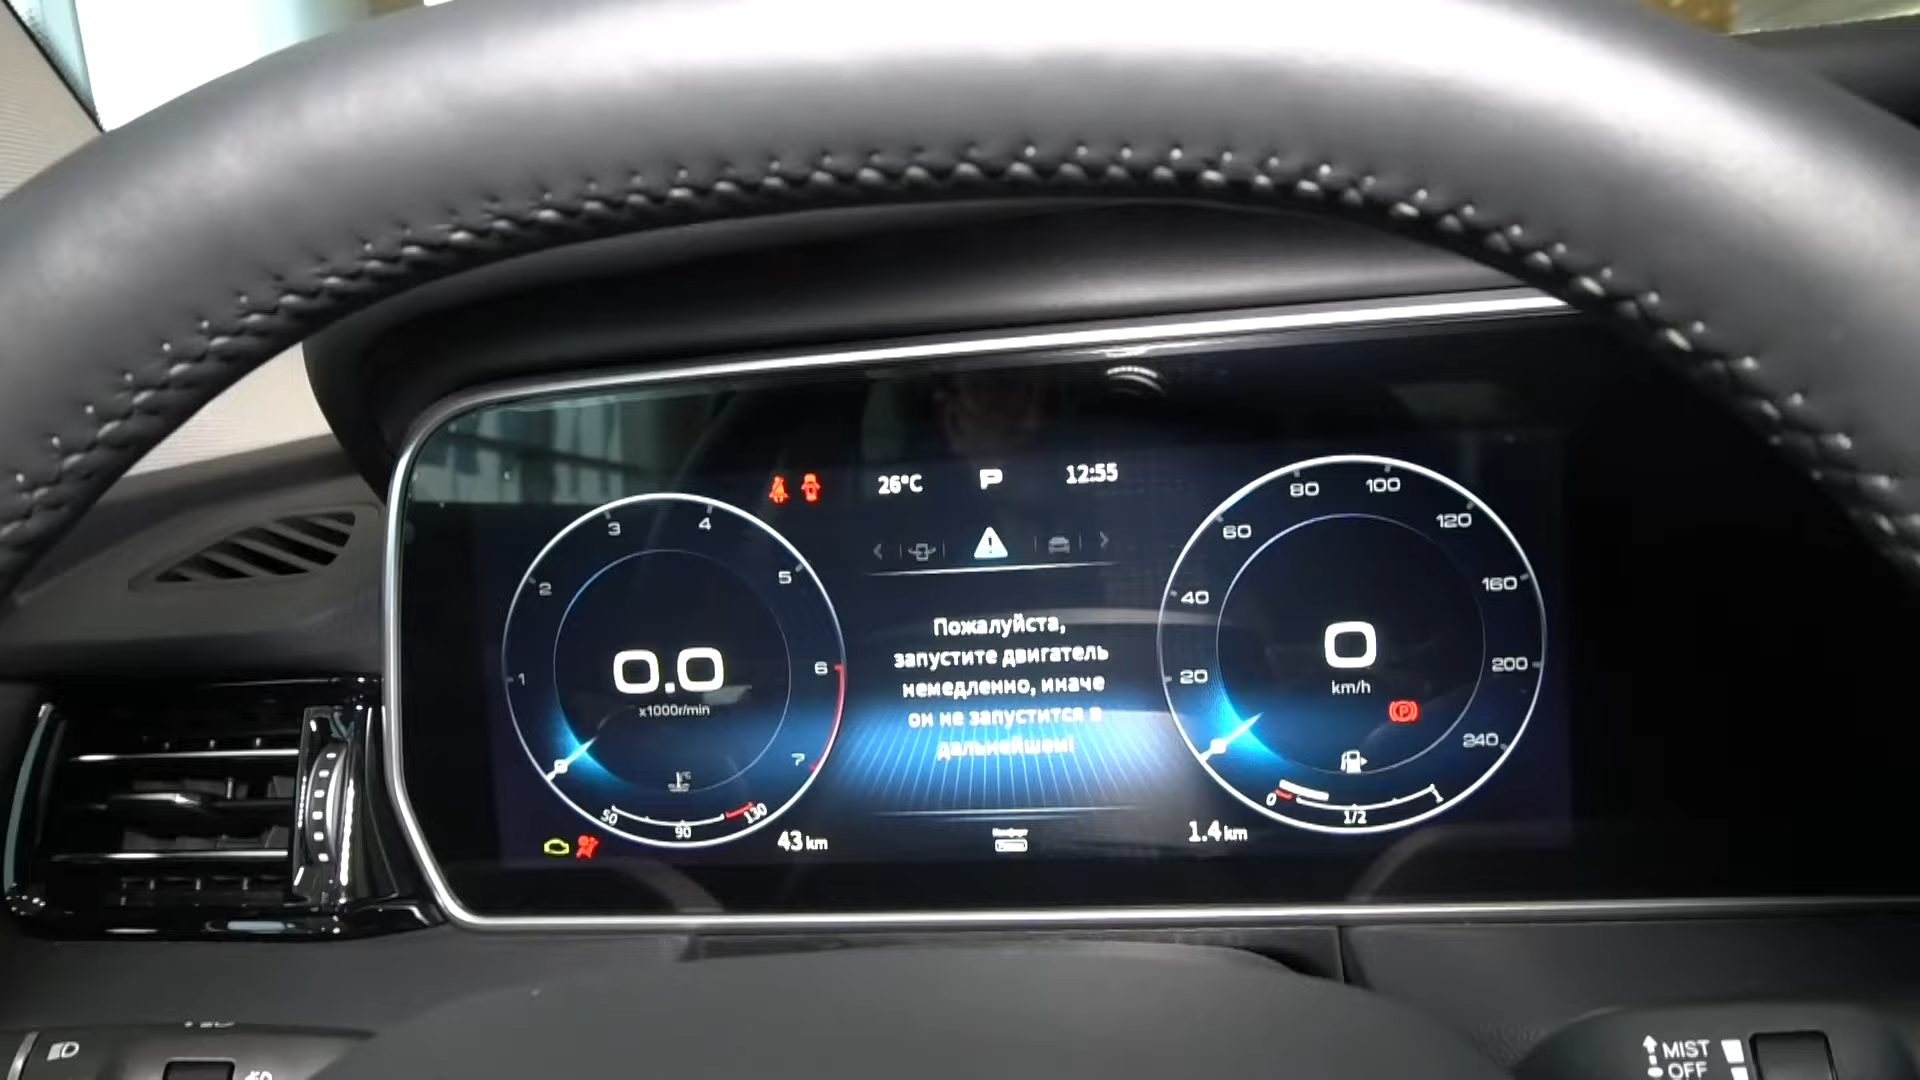 26°C P 12:55
80 100
60 120
3 4
2 5
40 160
Пожалуйста,
запустите двигатель
немедленно, иначе
он не запустится в
дальнейшем!
1 0.0 6
x1000r/min
0 7
20 0 200
km/h
240
50 90 130
0 1/2 1
43 km
Комфорт
1.4 km
MIST
OFF